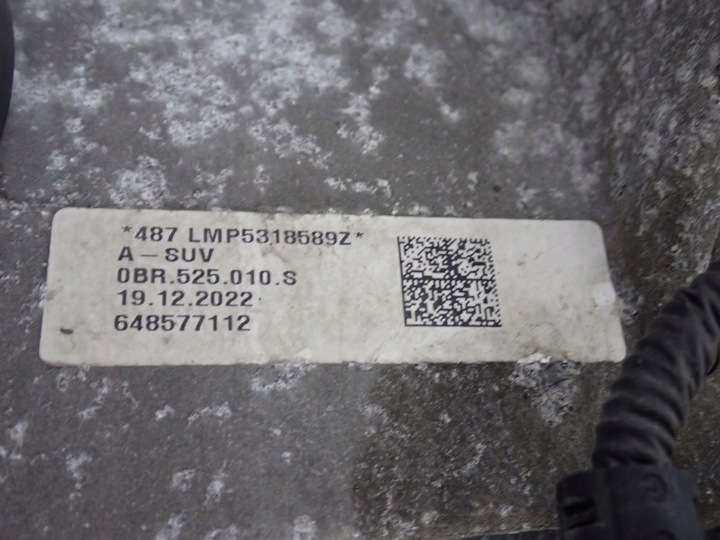 *487 LMP5318589Z*
A-SUV
0BR.525.010.S
19.12.2022
648577112